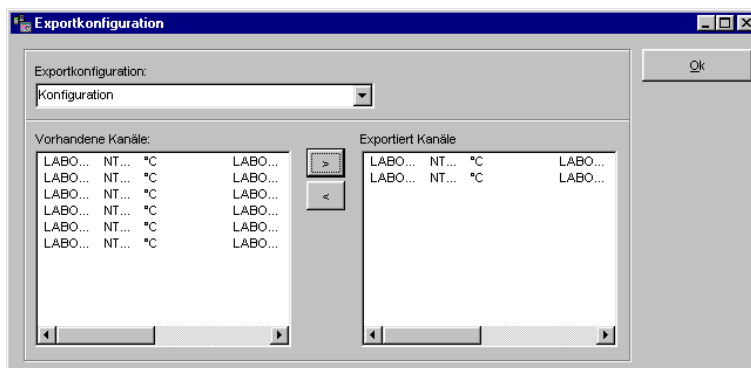 Exportkonfiguration
Exportkonfiguration:
Konfiguration
Ok
Vorhandene Kanäle:
LABO... NT... °C LABO...
LABO... NT... °C LABO...
LABO... NT... °C LABO...
LABO... NT... °C LABO...
LABO... NT... °C LABO...
LABO... NT... °C LABO...
>
<
Exportiert Kanäle
LABO... NT... °C LABO...
LABO... NT... °C LABO...